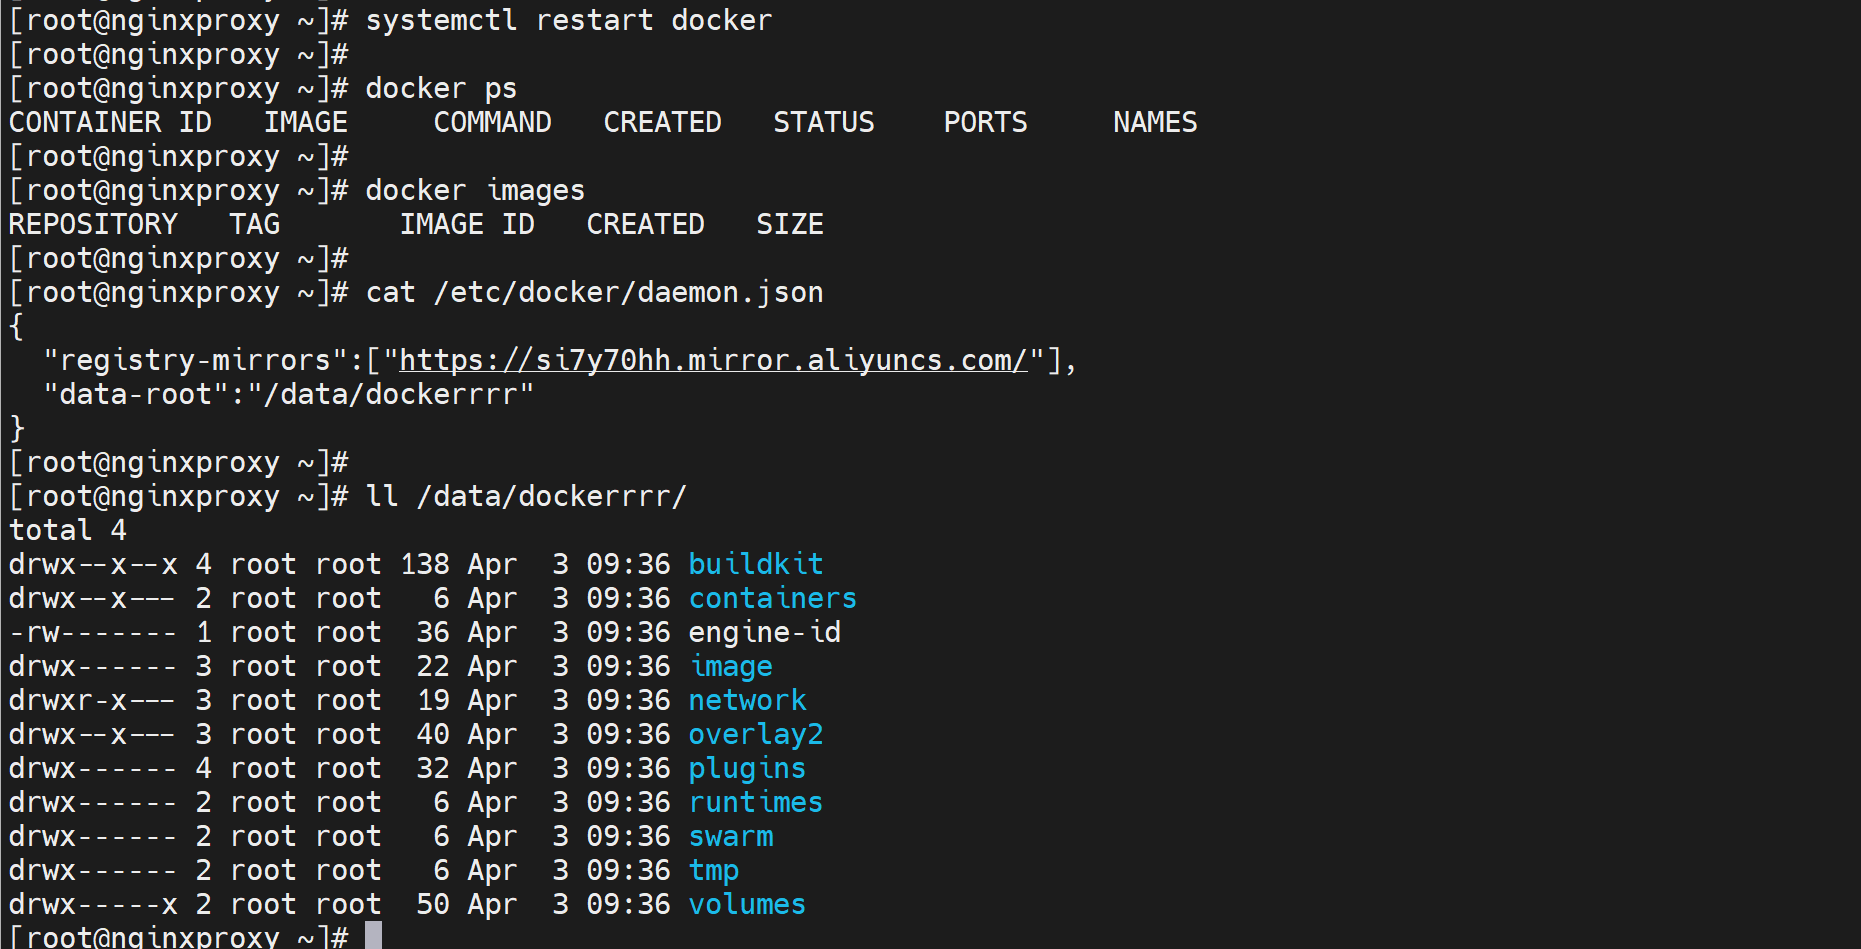 [root@nginxproxy ~]# systemctl restart docker
[root@nginxproxy ~]#
[root@nginxproxy ~]# docker ps
CONTAINER ID   IMAGE     COMMAND   CREATED   STATUS    PORTS     NAMES
[root@nginxproxy ~]#
[root@nginxproxy ~]# docker images
REPOSITORY   TAG       IMAGE ID   CREATED   SIZE
[root@nginxproxy ~]#
[root@nginxproxy ~]# cat /etc/docker/daemon.json
{
  "registry-mirrors":["https://si7y70hh.mirror.aliyuncs.com/"],
  "data-root":"/data/dockerrrr"
}
[root@nginxproxy ~]#
[root@nginxproxy ~]# ll /data/dockerrrr/
total 4
drwx--x--x 4 root root 138 Apr  3 09:36 buildkit
drwx--x--- 2 root root   6 Apr  3 09:36 containers
-rw------- 1 root root  36 Apr  3 09:36 engine-id
drwx------ 3 root root  22 Apr  3 09:36 image
drwxr-x--- 3 root root  19 Apr  3 09:36 network
drwx--x--- 3 root root  40 Apr  3 09:36 overlay2
drwx------ 4 root root  32 Apr  3 09:36 plugins
drwx------ 2 root root   6 Apr  3 09:36 runtimes
drwx------ 2 root root   6 Apr  3 09:36 swarm
drwx------ 2 root root   6 Apr  3 09:36 tmp
drwx-----x 2 root root  50 Apr  3 09:36 volumes
[root@nginxproxy ~]#